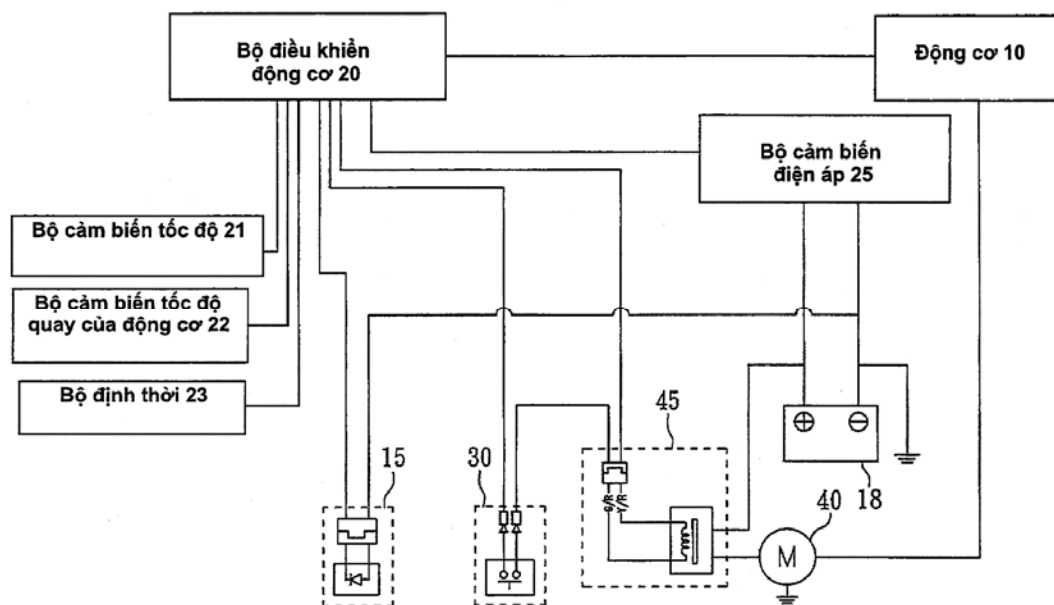 Bộ điều khiển
động cơ 20
Động cơ 10
Bộ cảm biến
điện áp 25
Bộ cảm biến tốc độ 21
Bộ cảm biến tốc độ
quay của động cơ 22
Bộ định thời 23
15
30
45
G/R
Y/R
18
40
M